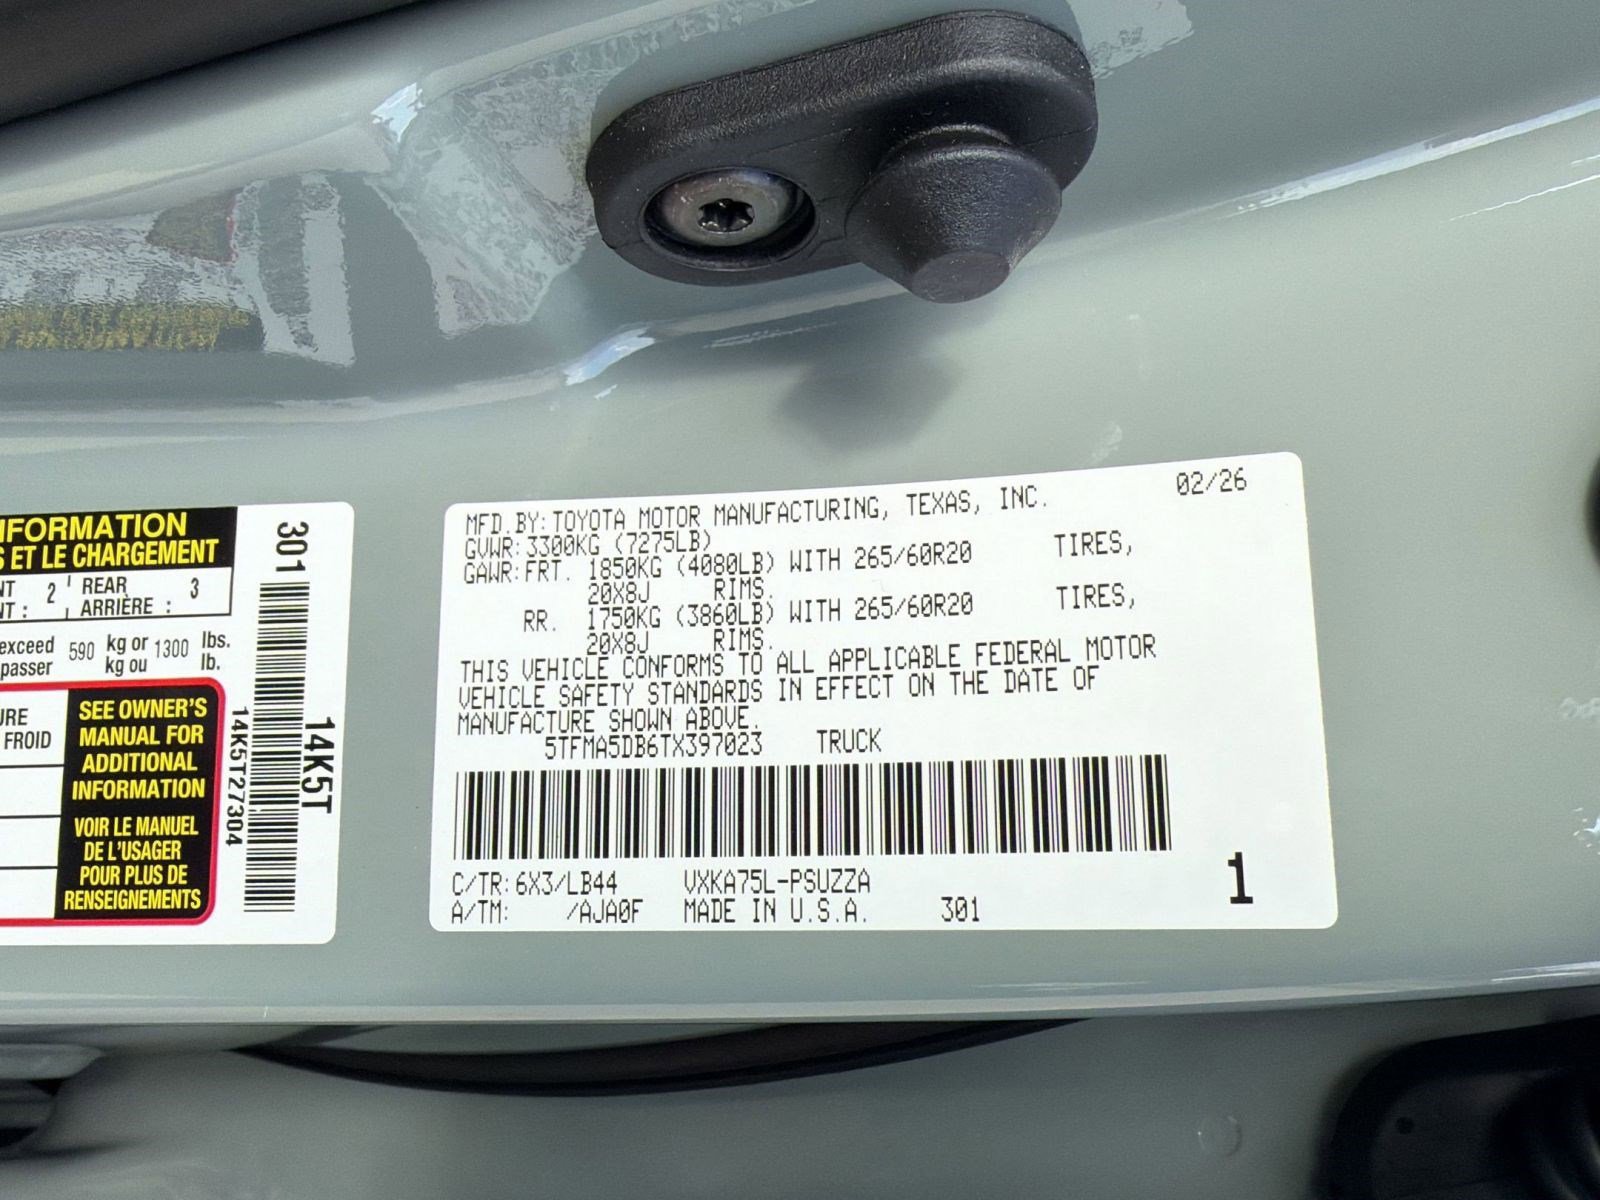 NFORMATION
S ET LE CHARGEMENT
NT : 2 REAR ARRIÈRE : 3
exceed 590 kg or 1300 lbs.
passer kg ou lb.
URE
FROID
SEE OWNER'S
MANUAL FOR
ADDITIONAL
INFORMATION
VOIR LE MANUEL
DE L'USAGER
POUR PLUS DE
RENSEIGNEMENTS
301
14K5T
14K5T27304
02/26
MFD.BY:TOYOTA MOTOR MANUFACTURING, TEXAS, INC.
GVWR:3300KG (7275LB)
GAWR:FRT. 1850KG (4080LB) WITH 265/60R20 TIRES,
20X8J RIMS.
RR. 1750KG (3860LB) WITH 265/60R20 TIRES,
20X8J RIMS.
THIS VEHICLE CONFORMS TO ALL APPLICABLE FEDERAL MOTOR
VEHICLE SAFETY STANDARDS IN EFFECT ON THE DATE OF
MANUFACTURE SHOWN ABOVE.
5TFMA5DB6TX397023 TRUCK
C/TR:6X3/LB44 VXKA75L-PSUZZA
A/TM: /AJA0F MADE IN U.S.A. 301
1